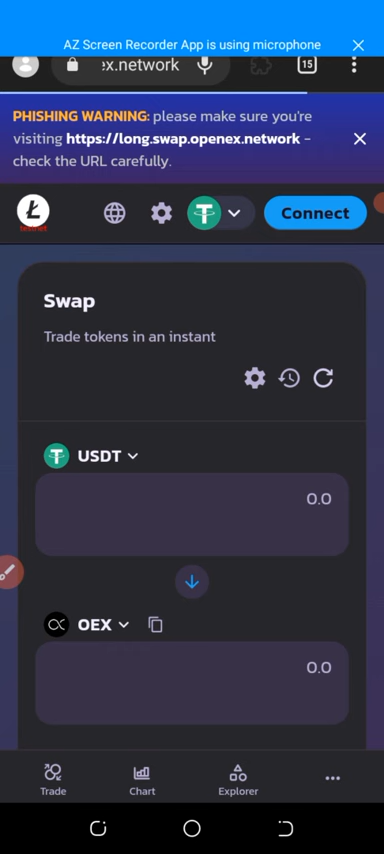 AZ Screen Recorder App is using microphone
ex.network
15
PHISHING WARNING: please make sure you're
visiting https://long.swap.openex.network -
check the URL carefully.
testnet
Connect
Swap
Trade tokens in an instant
USDT
0.0
OEX
0.0
Trade
Chart
Explorer